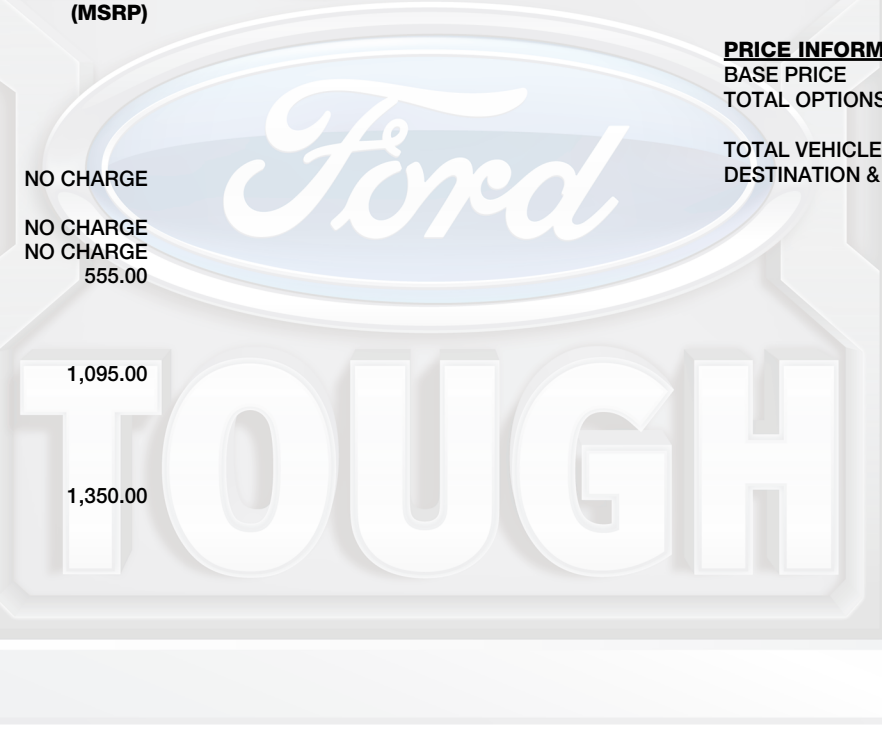 (MSRP)
NO CHARGE
NO CHARGE
NO CHARGE
555.00
1,095.00
1,350.00
PRICE INFORM
BASE PRICE
TOTAL OPTIONS
TOTAL VEHICLE
DESTINATION &
Ford
TOUGH